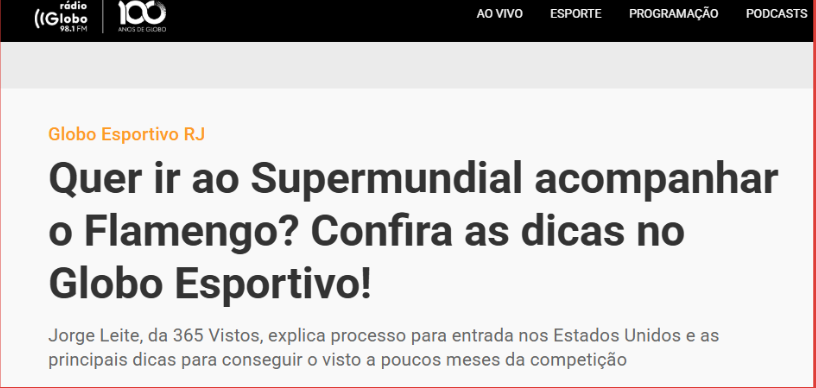 rádio
Globo
98.1 FM
100
ANOS DE GLOBO
AO VIVO ESPORTE PROGRAMAÇÃO PODCASTS
Globo Esportivo RJ
Quer ir ao Supermundial acompanhar
o Flamengo? Confira as dicas no
Globo Esportivo!
Jorge Leite, da 365 Vistos, explica processo para entrada nos Estados Unidos e as
principais dicas para conseguir o visto a poucos meses da competição